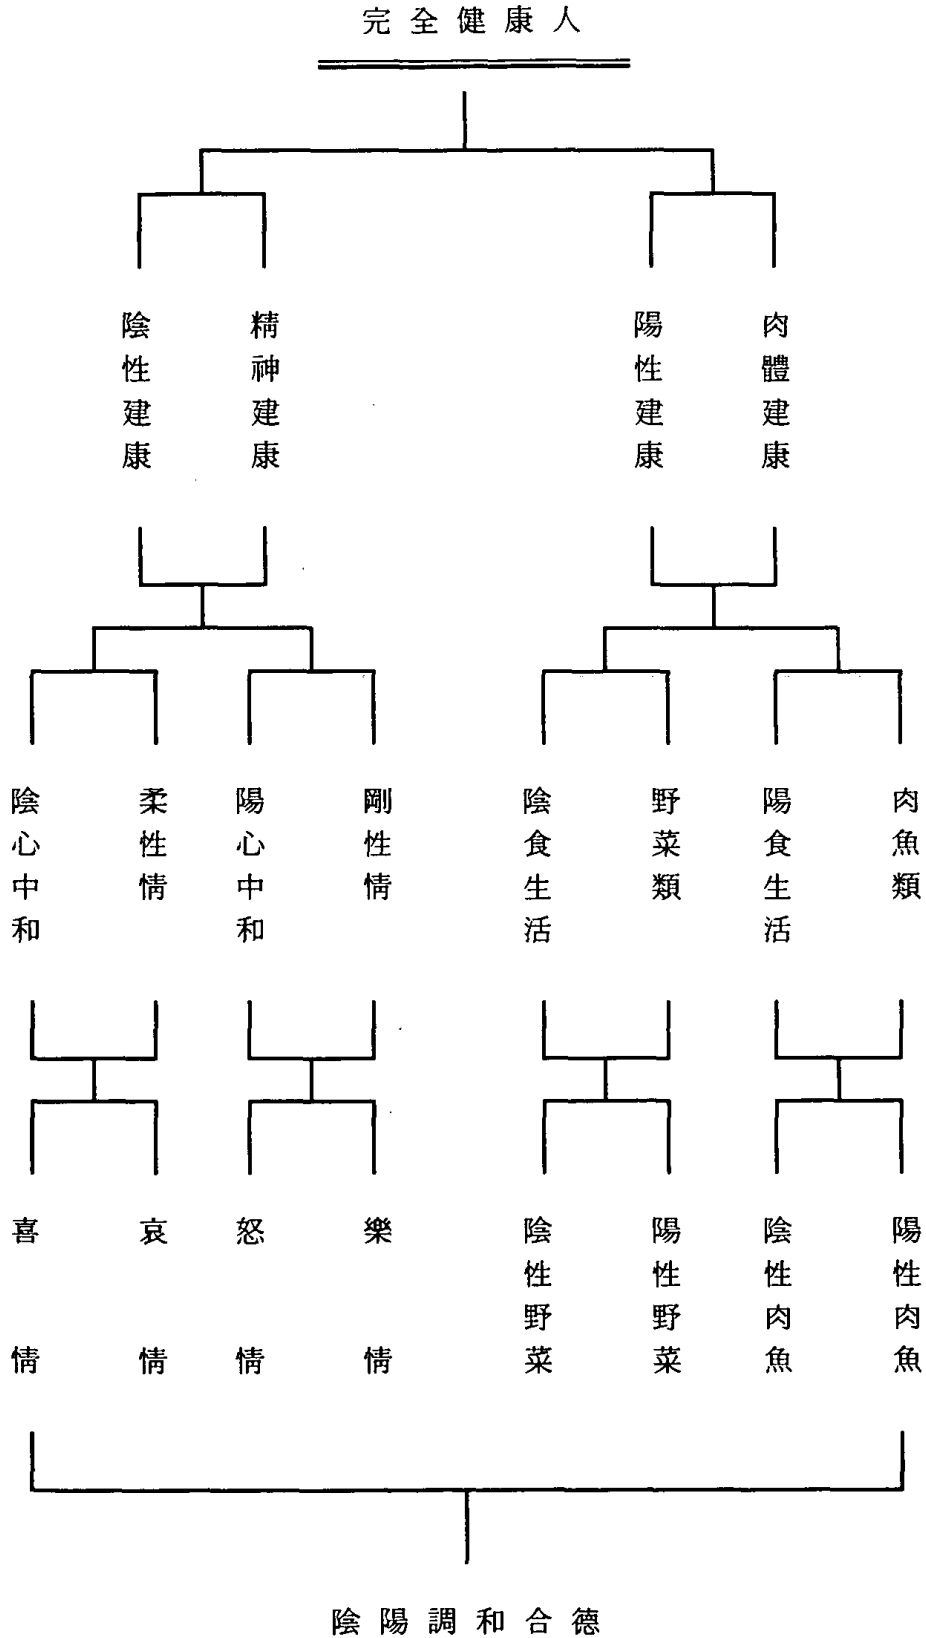 完全健康人
肉體建康
陽性建康
精神建康
陰性建康
肉魚類
陽食生活
野菜類
陰食生活
剛性情
陽心中和
柔性情
陰心中和
陽性肉魚
陰性肉魚
陽性野菜
陰性野菜
樂情
怒情
哀情
喜情
陰陽調和合德